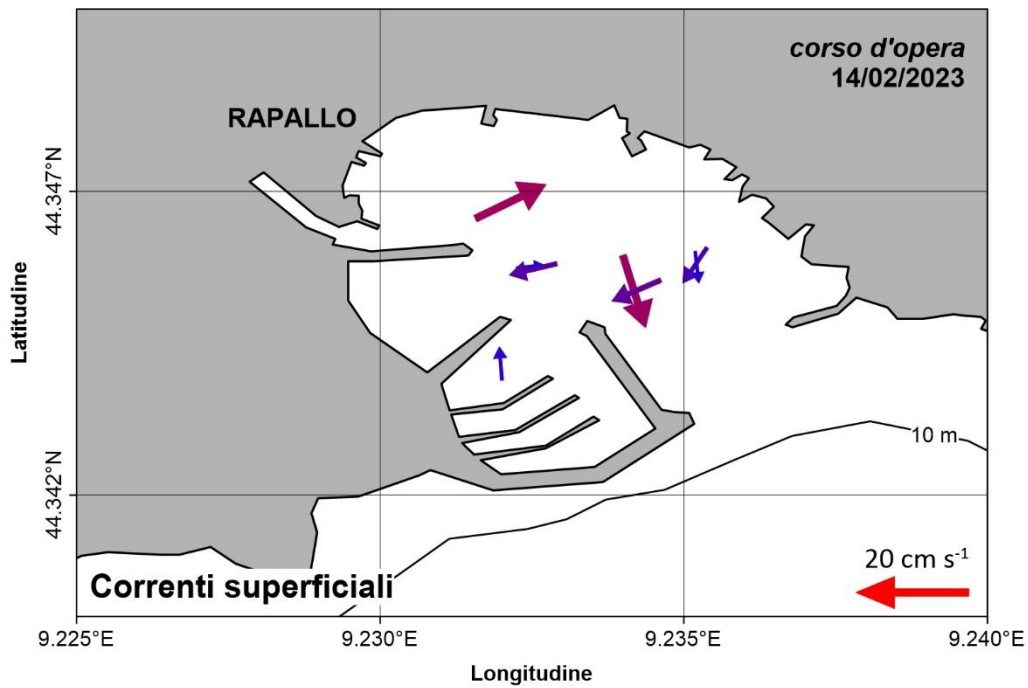 corso d'opera
14/02/2023
RAPALLO
44.347°N
Latitudine
44.342°N
10 m
20 cm s⁻¹
Correnti superficiali
9.225°E
9.230°E
9.235°E
9.240°E
Longitudine